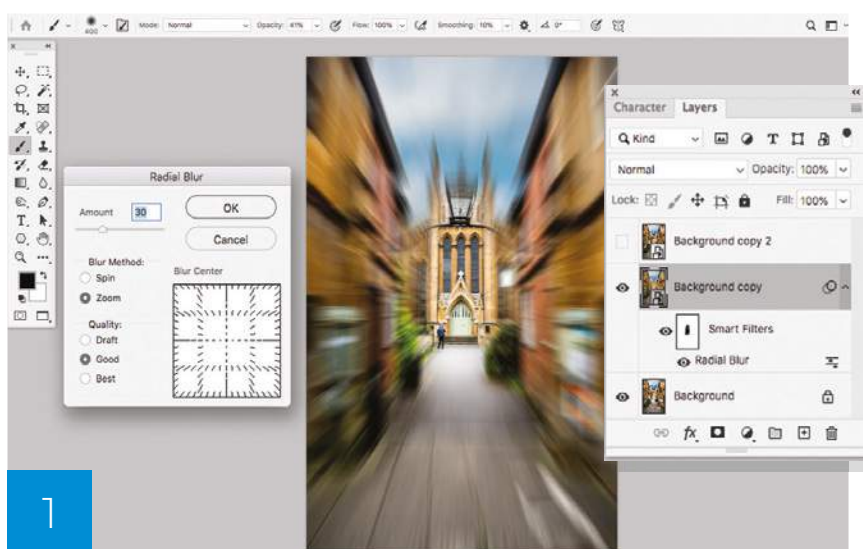 Mode: Normal Opacity: 41% Flow: 100% Smoothing: 10% 0°
400
Radial Blur
Amount 30
OK
Cancel
Blur Method:
Spin
Zoom
Blur Center
Quality:
Draft
Good
Best
Character Layers
Kind
Normal Opacity: 100%
Lock: Fill: 100%
Background copy 2
Background copy
Smart Filters
Radial Blur
Background
fx
1